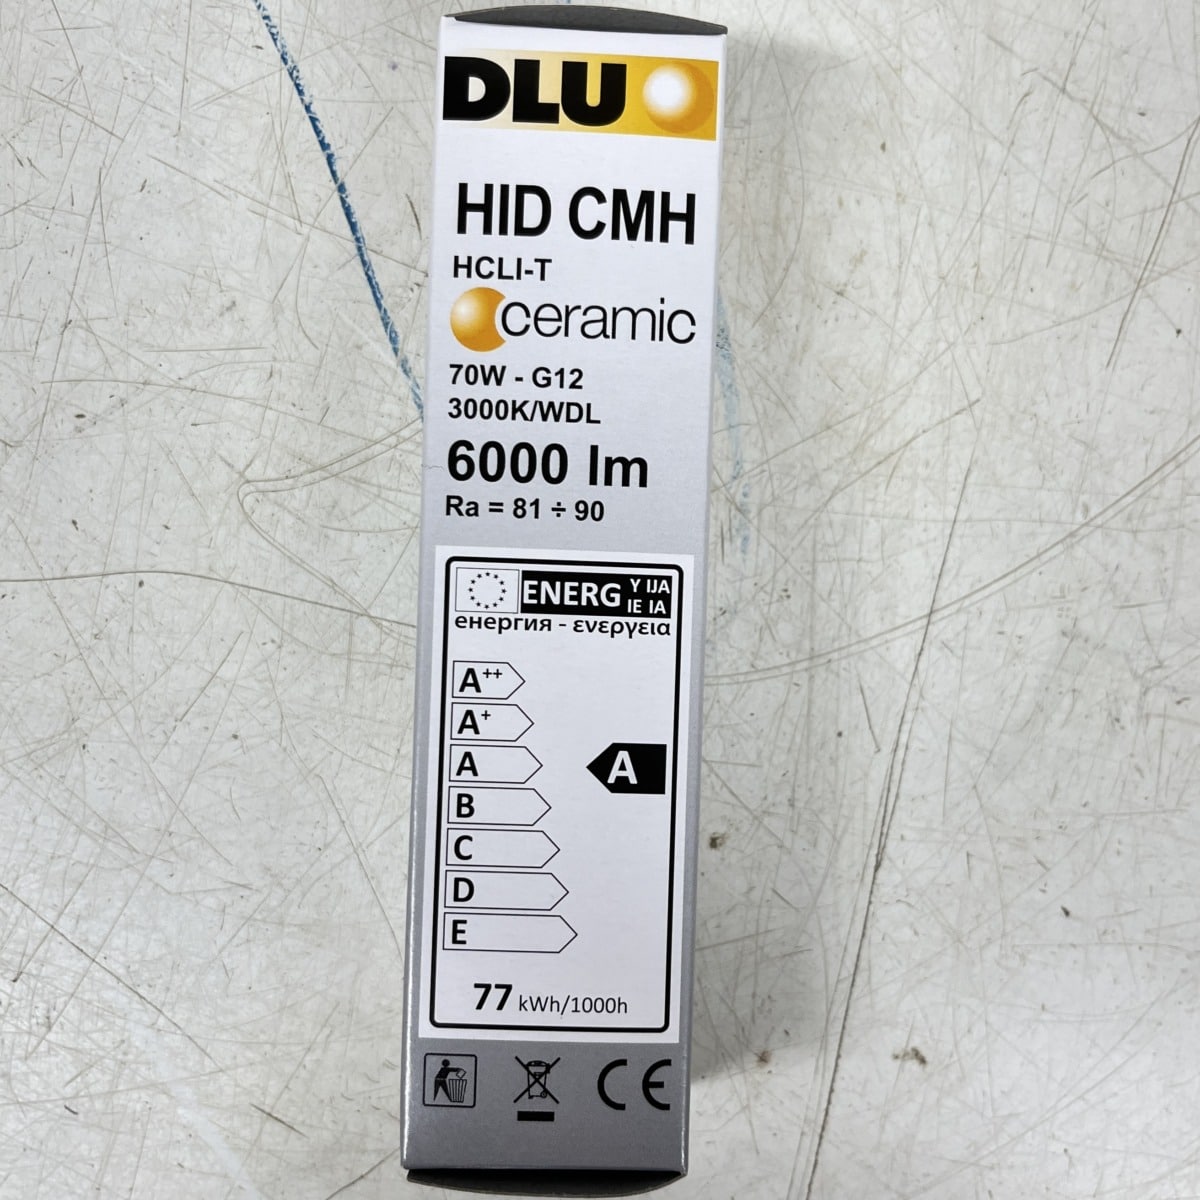 DLU
HID CMH
HCLI-T
ceramic
70W - G12
3000K/WDL
6000 lm
Ra = 81 ÷ 90
ENERG Y IJA
IE IA
енергия - ενεργεια
A++
A+
A
A
B
C
D
E
77 kWh/1000h
CE